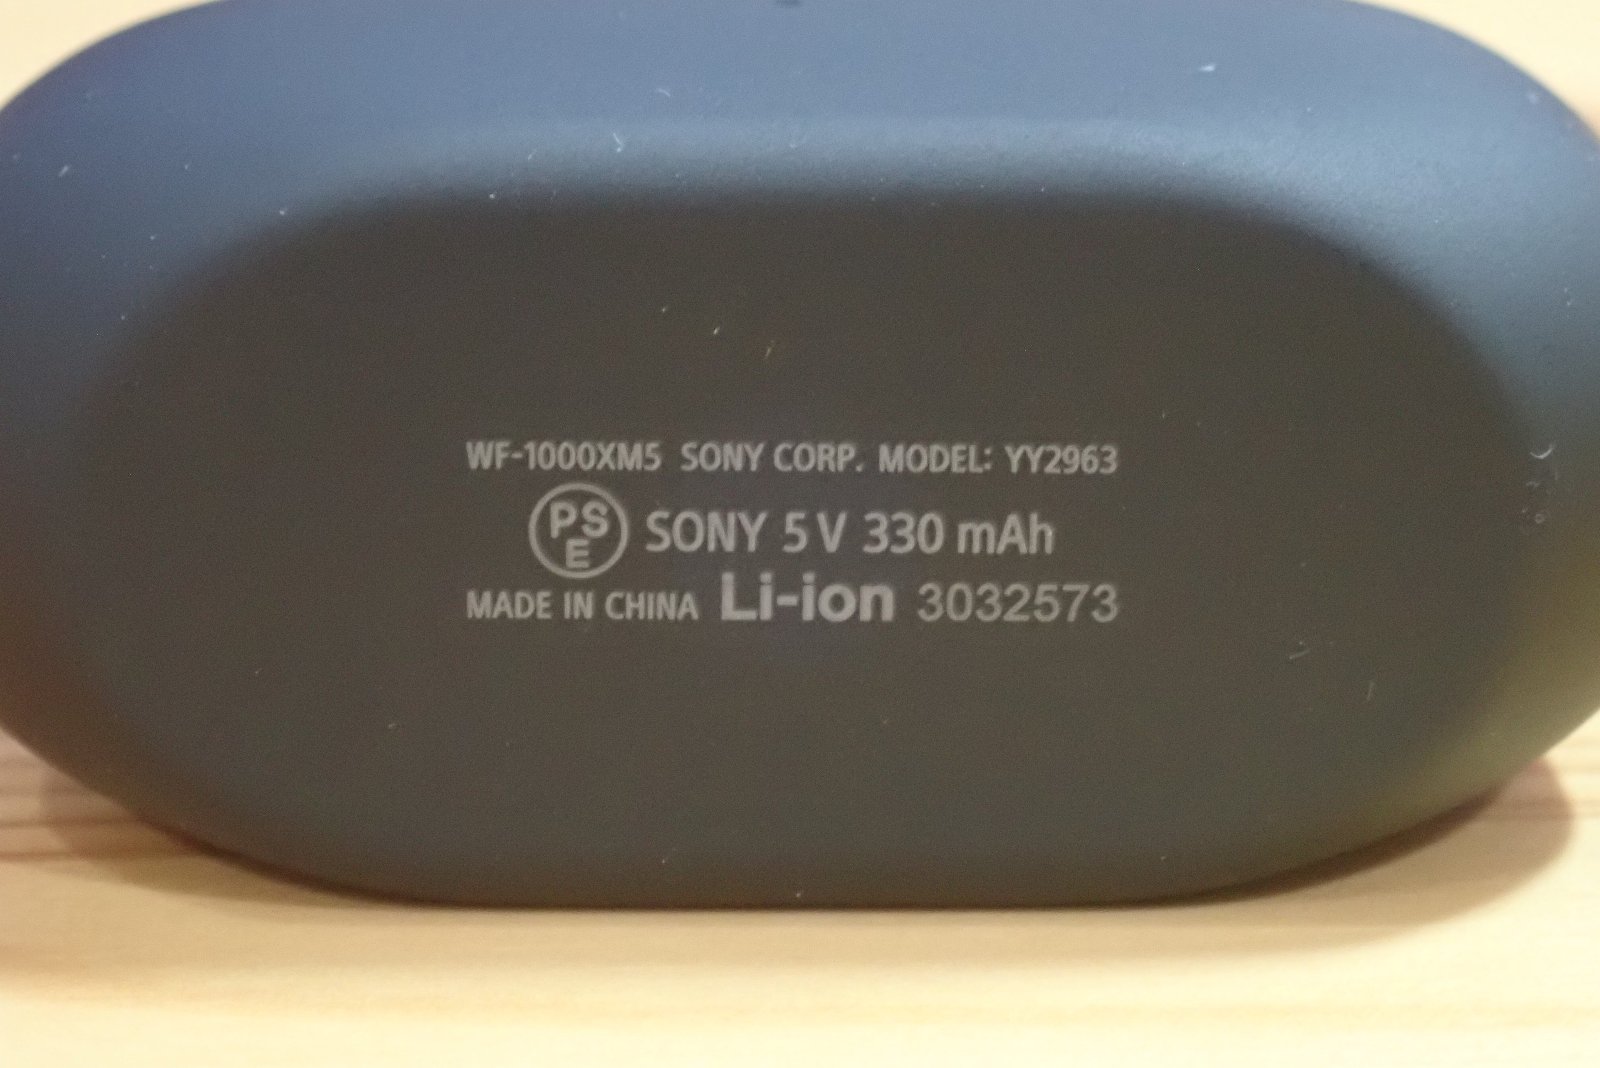 WF-1000XM5 SONY CORP. MODEL: YY2963
PSE SONY 5 V 330 mAh
MADE IN CHINA Li-ion 3032573